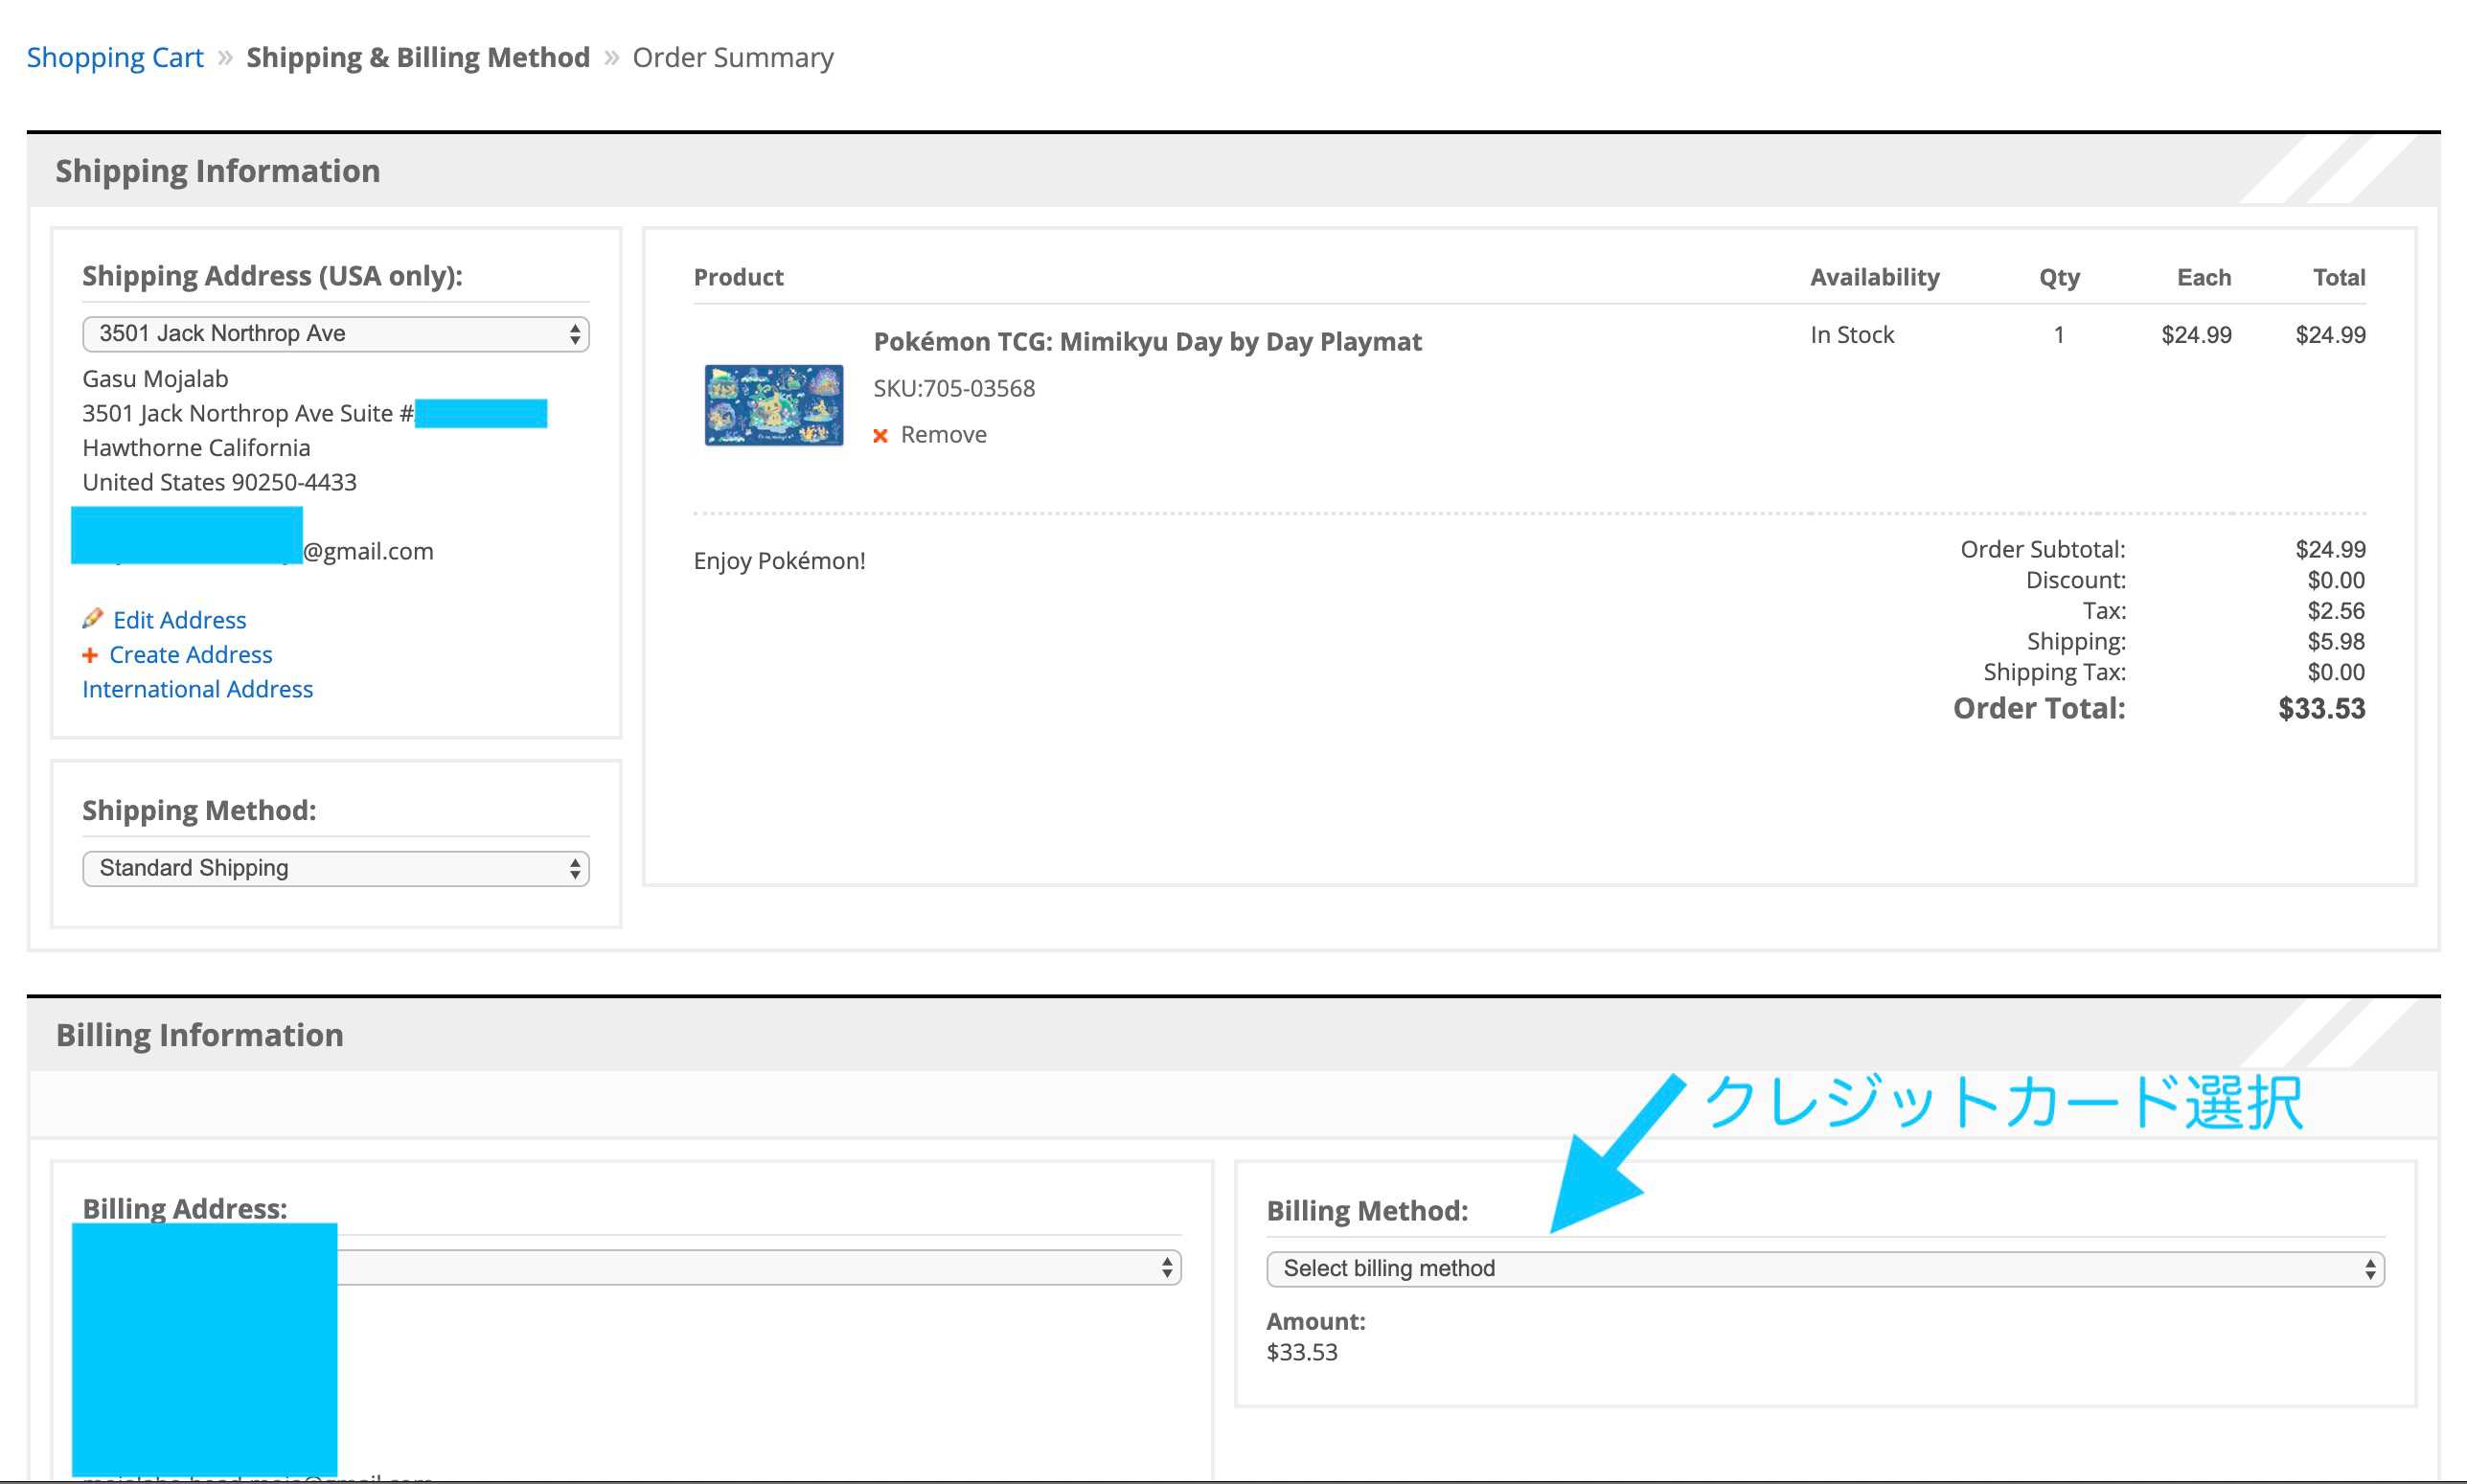 Shopping Cart » Shipping & Billing Method » Order Summary
Shipping Information
Shipping Address (USA only):
3501 Jack Northrop Ave
Gasu Mojalab
3501 Jack Northrop Ave Suite #
Hawthorne California
United States 90250-4433
@gmail.com
Edit Address
+ Create Address
International Address
Shipping Method:
Standard Shipping
Product Availability Qty Each Total
Pokémon TCG: Mimikyu Day by Day Playmat In Stock 1 $24.99 $24.99
SKU:705-03568
× Remove
Enjoy Pokémon!
Order Subtotal: $24.99
Discount: $0.00
Tax: $2.56
Shipping: $5.98
Shipping Tax: $0.00
Order Total: $33.53
Billing Information
クレジットカード選択
Billing Address:
Billing Method:
Select billing method
Amount:
$33.53